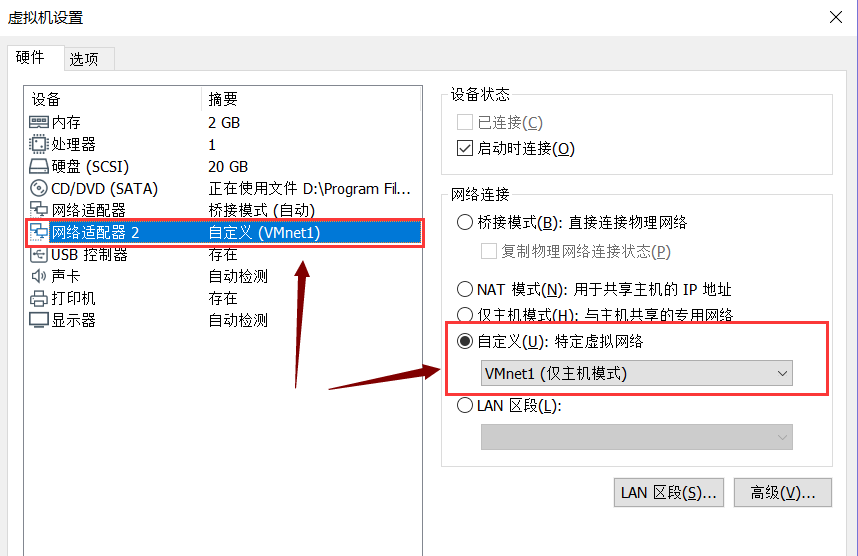 虚拟机设置
硬件 选项
设备 摘要
内存 2 GB
处理器 1
硬盘 (SCSI) 20 GB
CD/DVD (SATA) 正在使用文件 D:\Program Fil...
网络适配器 桥接模式 (自动)
网络适配器 2 自定义 (VMnet1)
USB 控制器 存在
声卡 自动检测
打印机 存在
显示器 自动检测
设备状态
已连接(C)
启动时连接(O)
网络连接
桥接模式(B): 直接连接物理网络
复制物理网络连接状态(P)
NAT 模式(N): 用于共享主机的 IP 地址
仅主机模式(H): 与主机共享的专用网络
自定义(U): 特定虚拟网络
VMnet1 (仅主机模式)
LAN 区段(L):
LAN 区段(S)... 高级(V)...